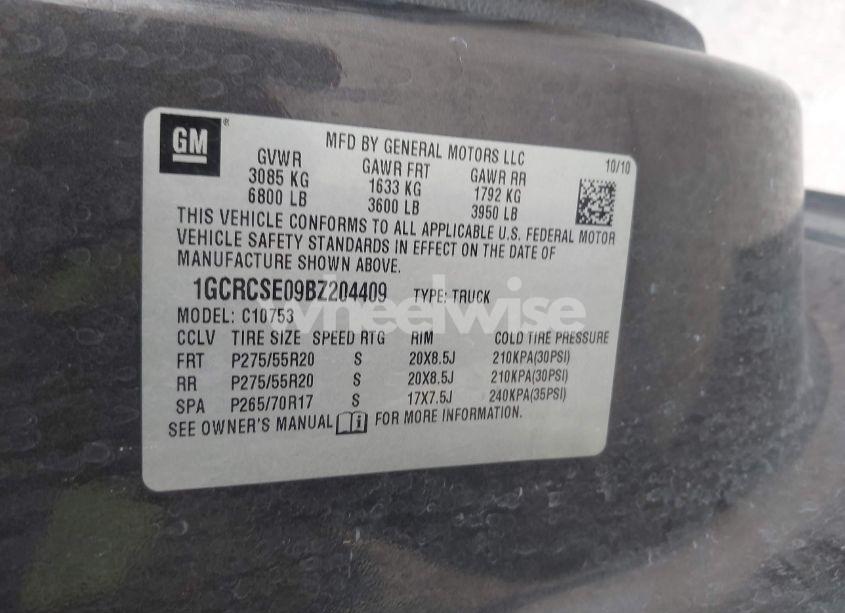 GM®
MFD BY GENERAL MOTORS LLC
10/10
GVWR GAWR FRT GAWR RR
3085 KG 1633 KG 1792 KG
6800 LB 3600 LB 3950 LB
THIS VEHICLE CONFORMS TO ALL APPLICABLE U.S. FEDERAL MOTOR
VEHICLE SAFETY STANDARDS IN EFFECT ON THE DATE OF
MANUFACTURE SHOWN ABOVE.
1GCRCSE09BZ204409 TYPE: TRUCK
wheelwise
MODEL: C10753
CCLV TIRE SIZE SPEED RTG RIM COLD TIRE PRESSURE
FRT P275/55R20 S 20X8.5J 210KPA(30PSI)
RR P275/55R20 S 20X8.5J 210KPA(30PSI)
SPA P265/70R17 S 17X7.5J 240KPA(35PSI)
SEE OWNER'S MANUAL FOR MORE INFORMATION.